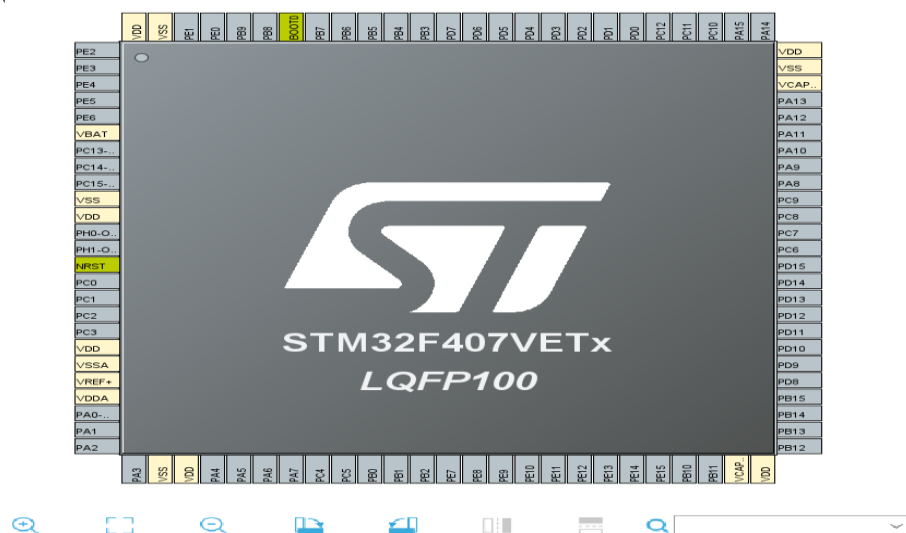 VDD VSS PE1 PE0 PB9 PB8 BOOT0 PB7 PB6 PB5 PB4 PB3 PD7 PD6 PD5 PD4 PD3 PD2 PD1 PD0 PC12 PC11 PC10 PA15 PA14
PE2
PE3
PE4
PE5
PE6
VBAT
PC13-..
PC14-..
PC15-..
VSS
VDD
PH0-O..
PH1-O..
NRST
PC0
PC1
PC2
PC3
VDD
VSSA
VREF+
VDDA
PA0-..
PA1
PA2
ST
STM32F407VETx
LQFP100
VDD
VSS
VCAP..
PA13
PA12
PA11
PA10
PA9
PA8
PC9
PC8
PC7
PC6
PD15
PD14
PD13
PD12
PD11
PD10
PD9
PD8
PB15
PB14
PB13
PB12
PA3 VSS VDD PA4 PA5 PA6 PA7 PC4 PC5 PB0 PB1 PB2 PE7 PE8 PE9 PE10 PE11 PE12 PE13 PE14 PE15 PB10 PB11 VCAP.. VDD